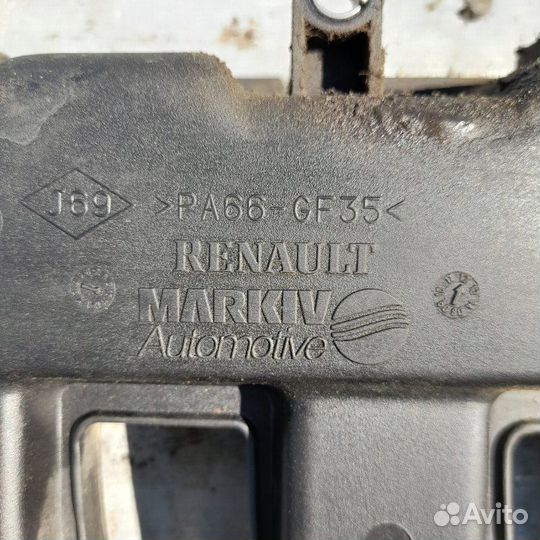 J69 >PA66-GF35<
RENAULT
MARKIV
Automotive
Avito